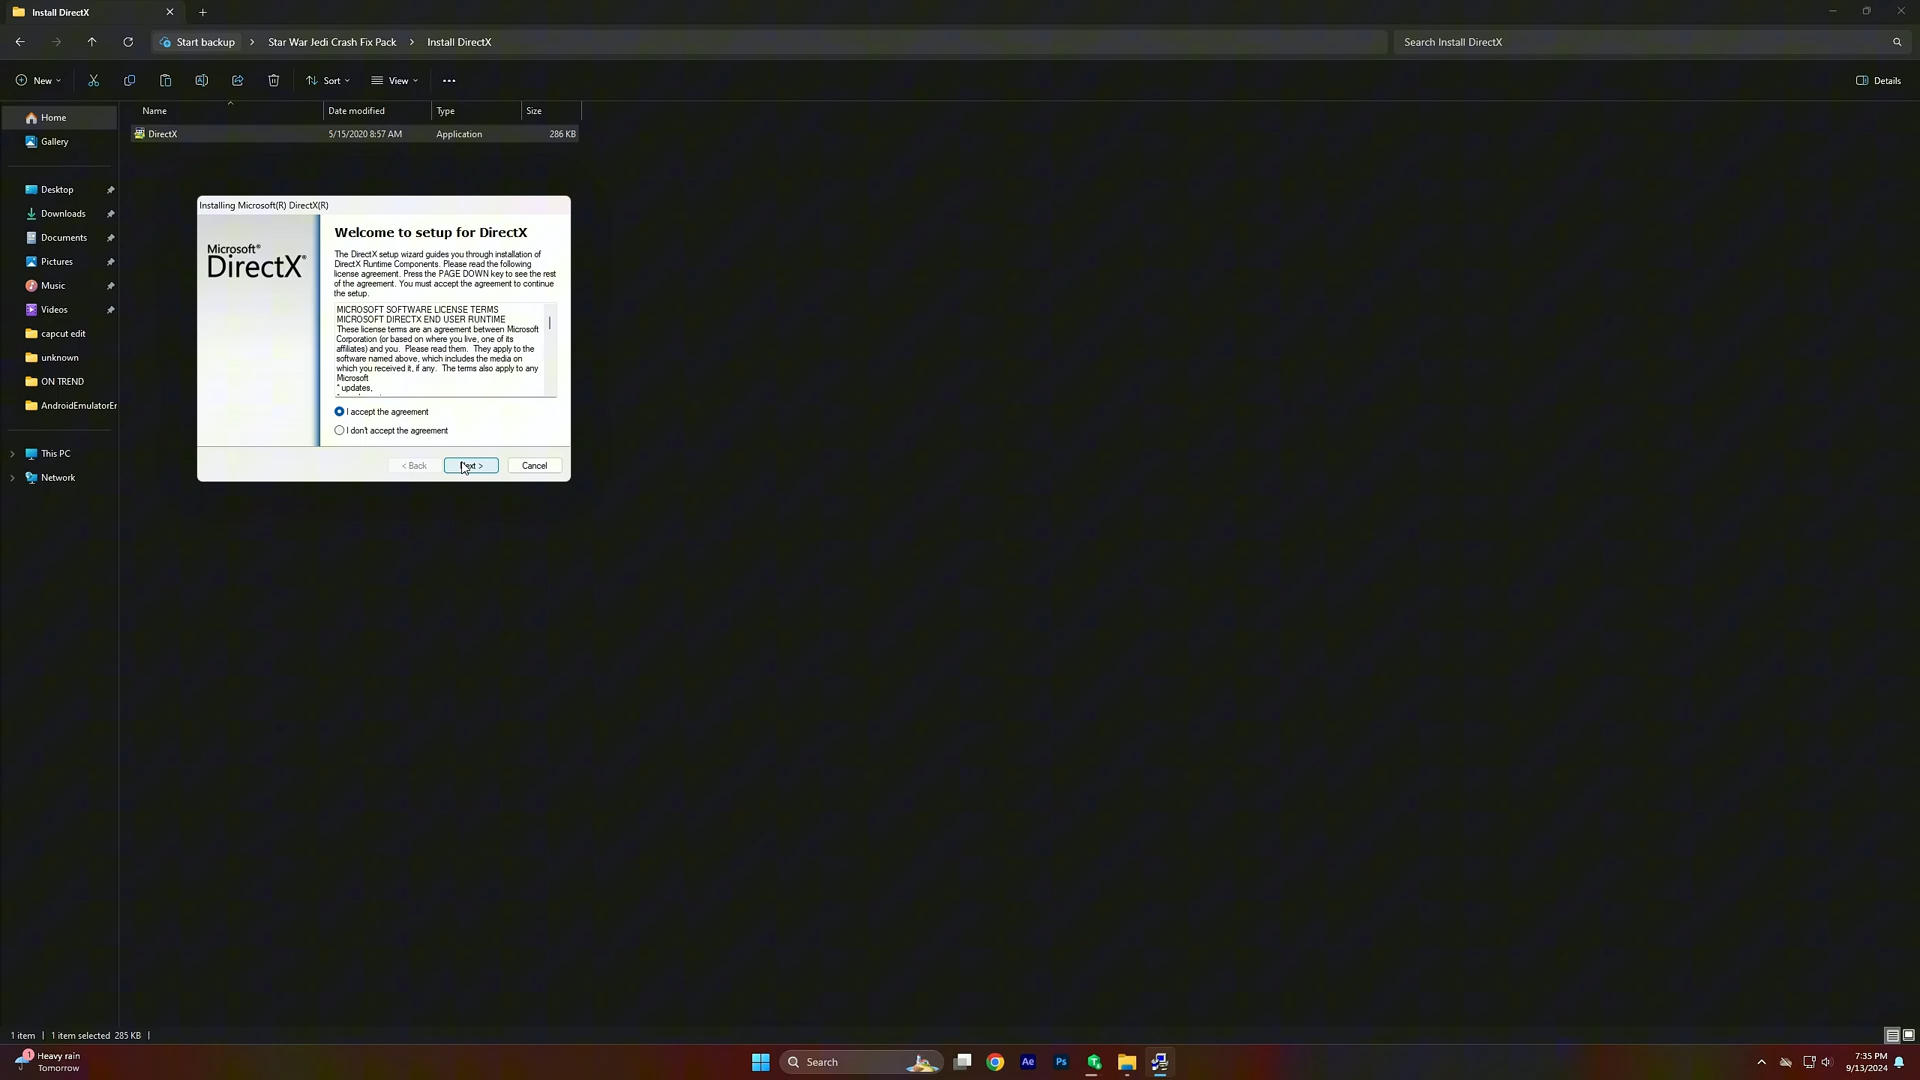 Install DirectX
Start backup > Star War Jedi Crash Fix Pack > Install DirectX
Search Install DirectX
New
Sort
View
Details
Name
Date modified
Type
Size
DirectX
5/15/2020 8:57 AM
Application
286 KB
Home
Gallery
Desktop
Downloads
Documents
Pictures
Music
Videos
capcut edit
unknown
ON TREND
AndroidEmulatorEr
This PC
Network
Installing Microsoft(R) DirectX(R)
Microsoft®
DirectX®
Welcome to setup for DirectX
The DirectX setup wizard guides you through installation of
DirectX Runtime Components. Please read the following
license agreement. Press the PAGE DOWN key to see the rest
of the agreement. You must accept the agreement to continue
the setup.
MICROSOFT SOFTWARE LICENSE TERMS
MICROSOFT DIRECTX END USER RUNTIME
These license terms are an agreement between Microsoft
Corporation (or based on where you live, one of its
affiliates) and you. Please read them. They apply to the
software named above, which includes the media on
which you received it, if any. The terms also apply to any
Microsoft
* updates,
I accept the agreement
I don't accept the agreement
< Back
Next >
Cancel
1 item
1 item selected 285 KB
1
Heavy rain
Tomorrow
Search
Ae
Ps
7:35 PM
9/13/2024